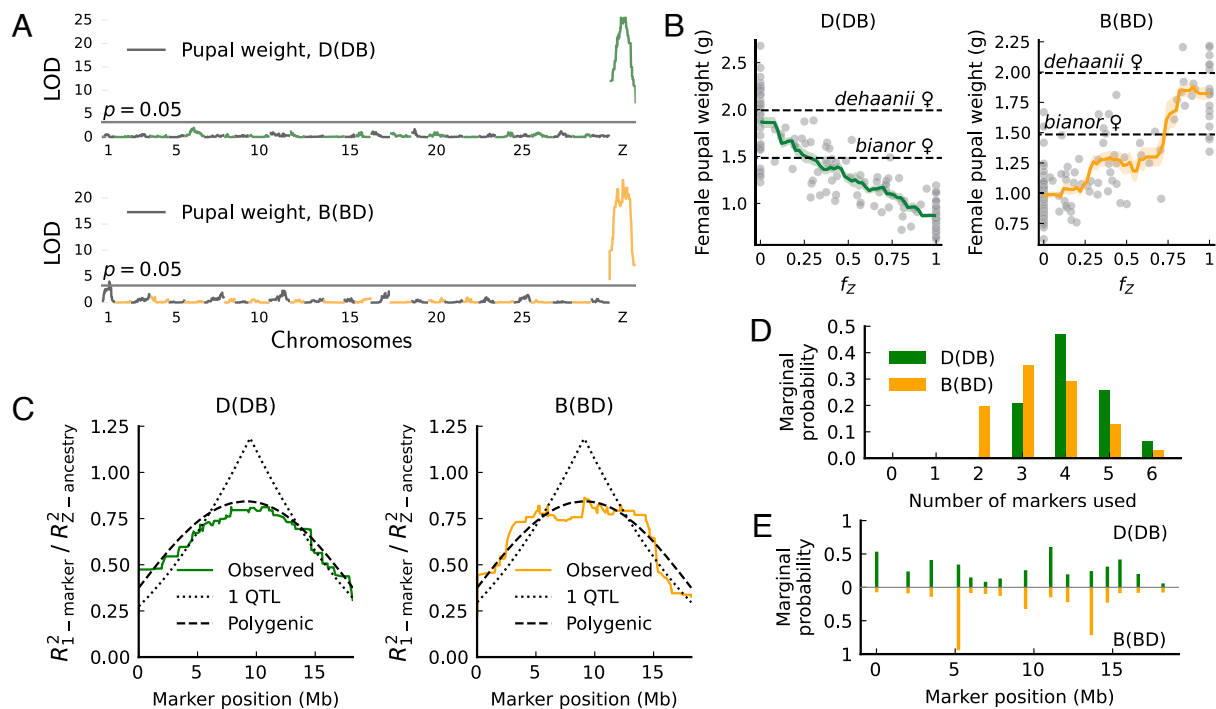 A
LOD
25
20
15
10
5
0
Pupal weight, D(DB)
p = 0.05
1
5
10
15
20
25
Z
LOD
20
15
10
5
0
Pupal weight, B(BD)
p = 0.05
1
5
10
15
20
25
Z
Chromosomes
B
D(DB)
Female pupal weight (g)
2.5
2.0
1.5
1.0
dehaanii ♀
bianor ♀
0
0.25
0.50
0.75
1
f_Z
B(BD)
Female pupal weight (g)
2.25
2.00
1.75
1.50
1.25
1.00
0.75
dehaanii ♀
bianor ♀
0
0.25
0.50
0.75
1
f_Z
C
D(DB)
R²₁₋marker / R²_Z−ancestry
1.25
1.00
0.75
0.50
0.25
0.00
Observed
1 QTL
Polygenic
0
5
10
15
Marker position (Mb)
B(BD)
R²₁₋marker / R²_Z−ancestry
1.25
1.00
0.75
0.50
0.25
0.00
Observed
1 QTL
Polygenic
0
5
10
15
Marker position (Mb)
D
Marginal
probability
0.5
0.4
0.3
0.2
0.1
0.0
D(DB)
B(BD)
0
1
2
3
4
5
6
Number of markers used
E
Marginal
probability
1
0.5
0
0.5
1
D(DB)
B(BD)
0
5
10
15
Marker position (Mb)